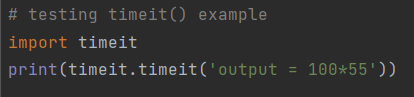 # testing timeit() example
import timeit
print(timeit.timeit('output = 100*55'))